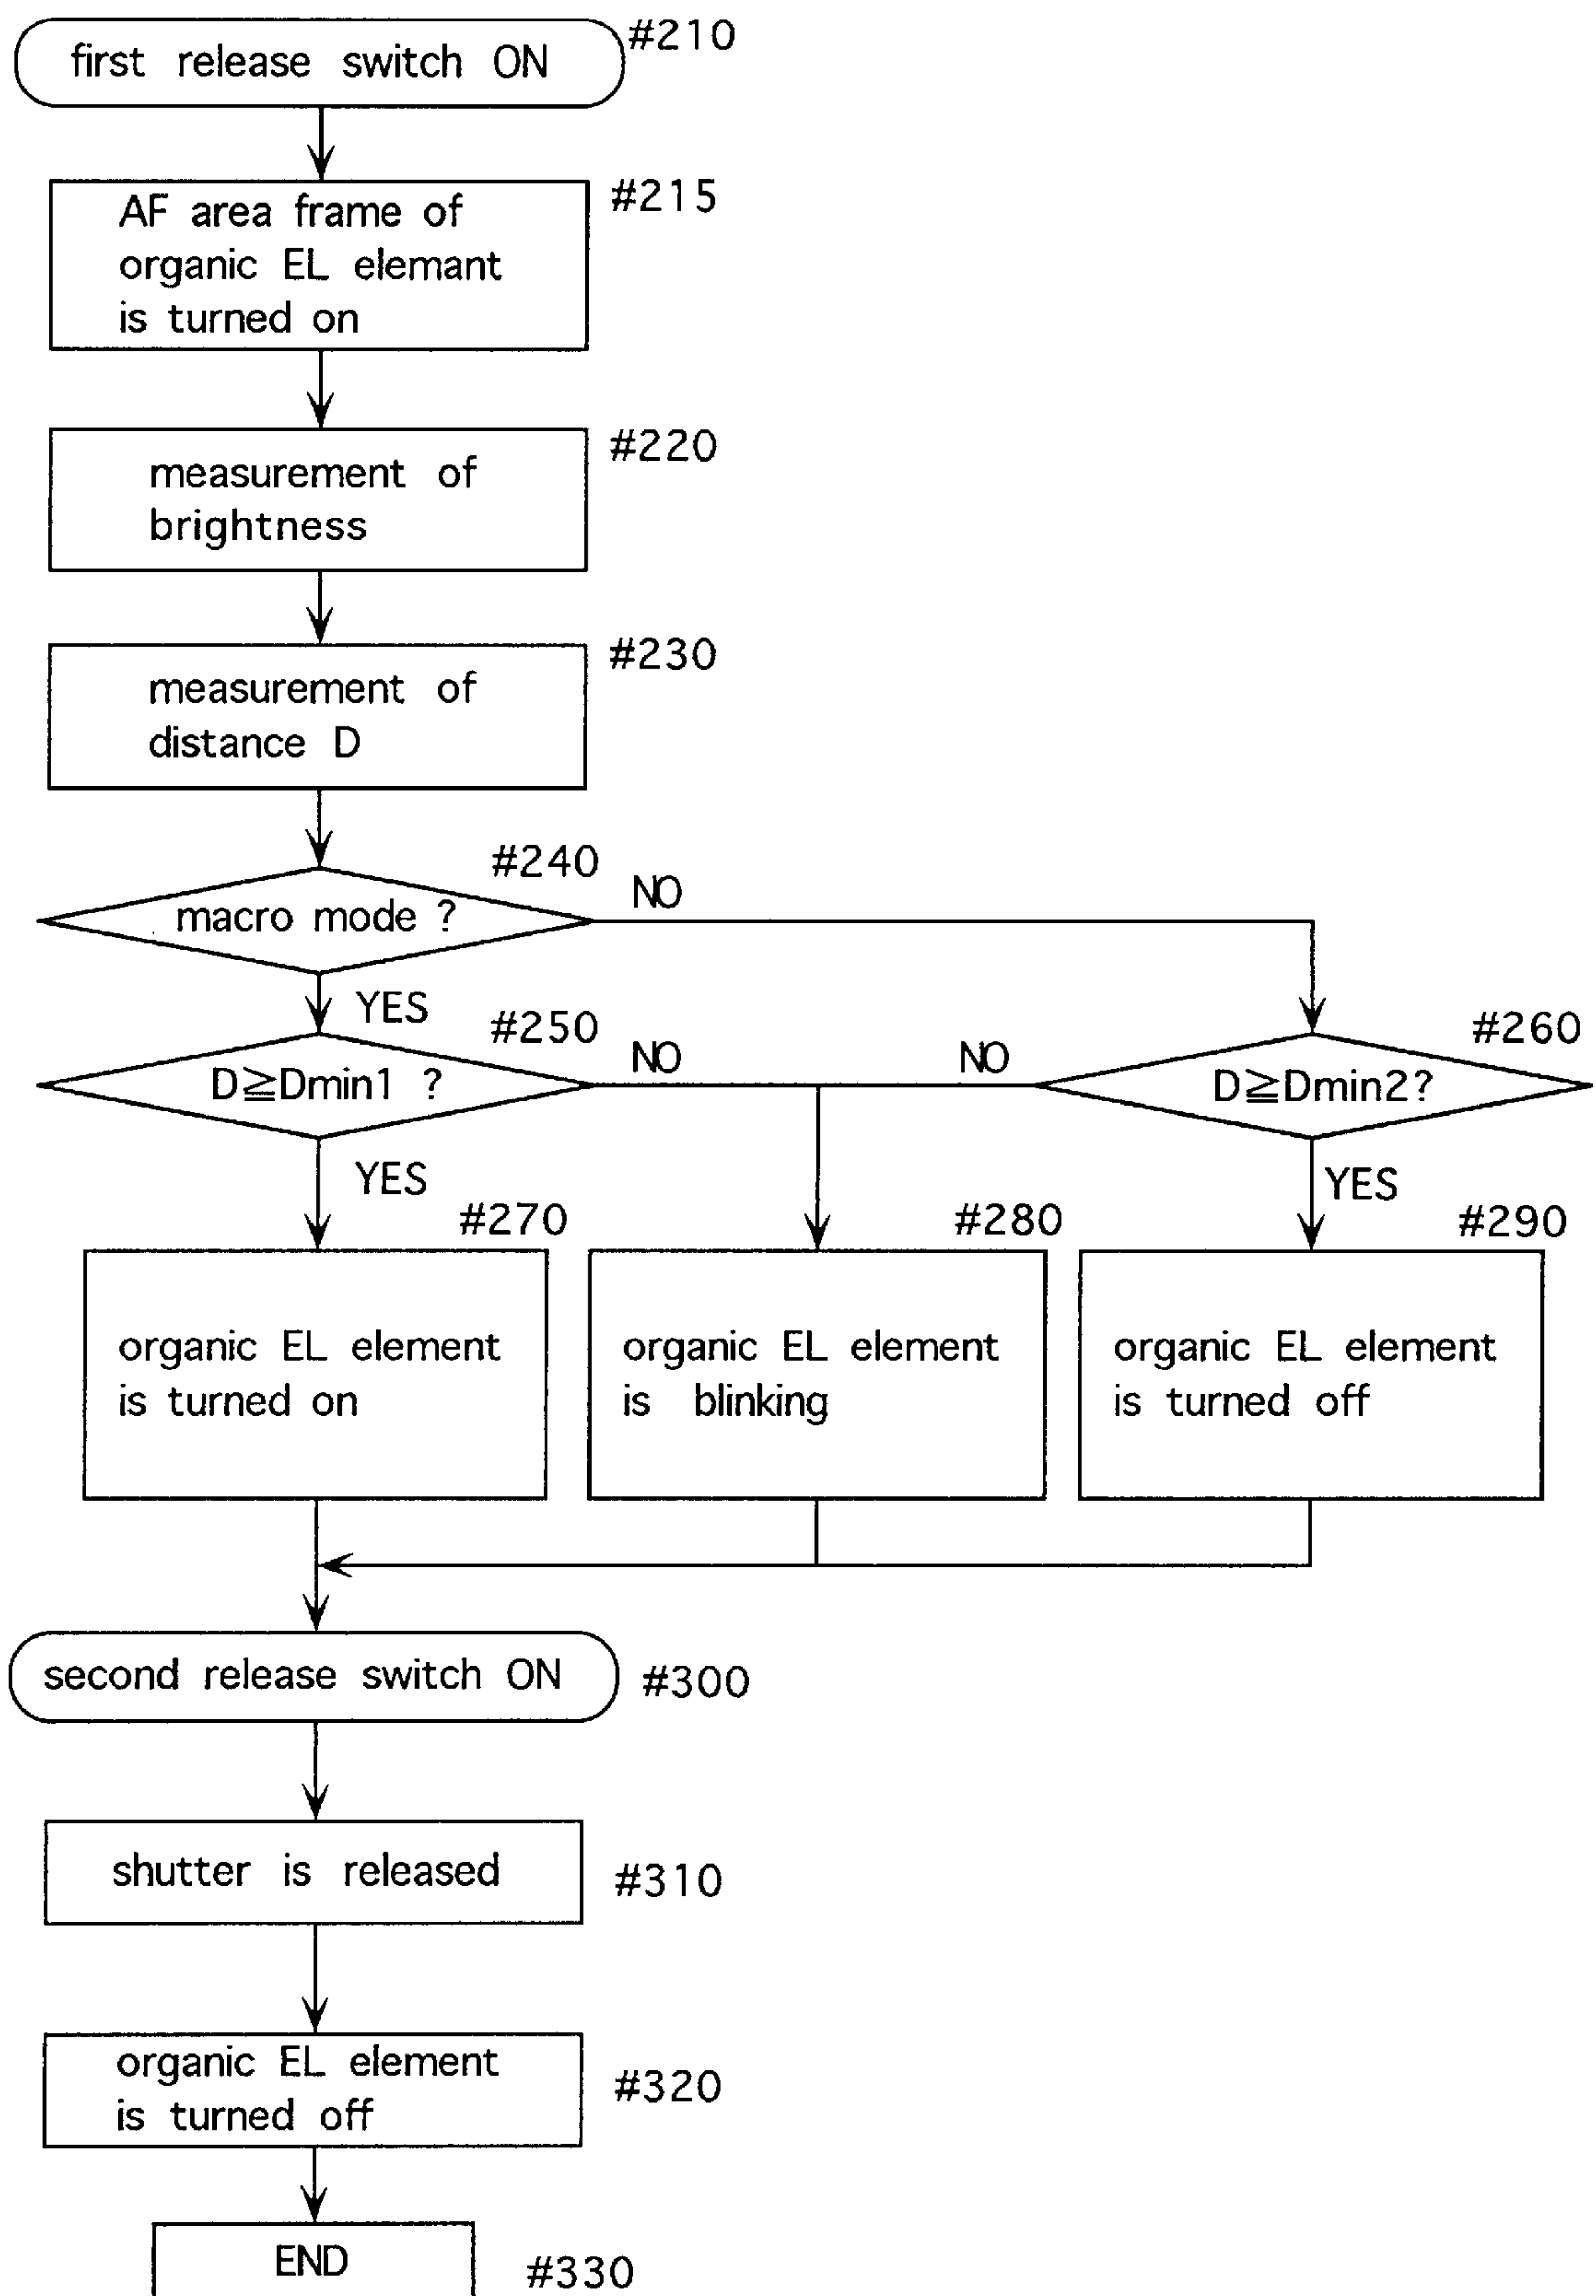 first release switch ON
#210
AF area frame of
organic EL elemant
is turned on
#215
measurement of
brightness
#220
measurement of
distance D
#230
macro mode ?
#240
NO
YES
D≧Dmin1 ?
#250
NO
NO
D≧Dmin2?
#260
YES
YES
#270
organic EL element
is turned on
#280
organic EL element
is blinking
#290
organic EL element
is turned off
second release switch ON
#300
shutter is released
#310
organic EL element
is turned off
#320
END
#330